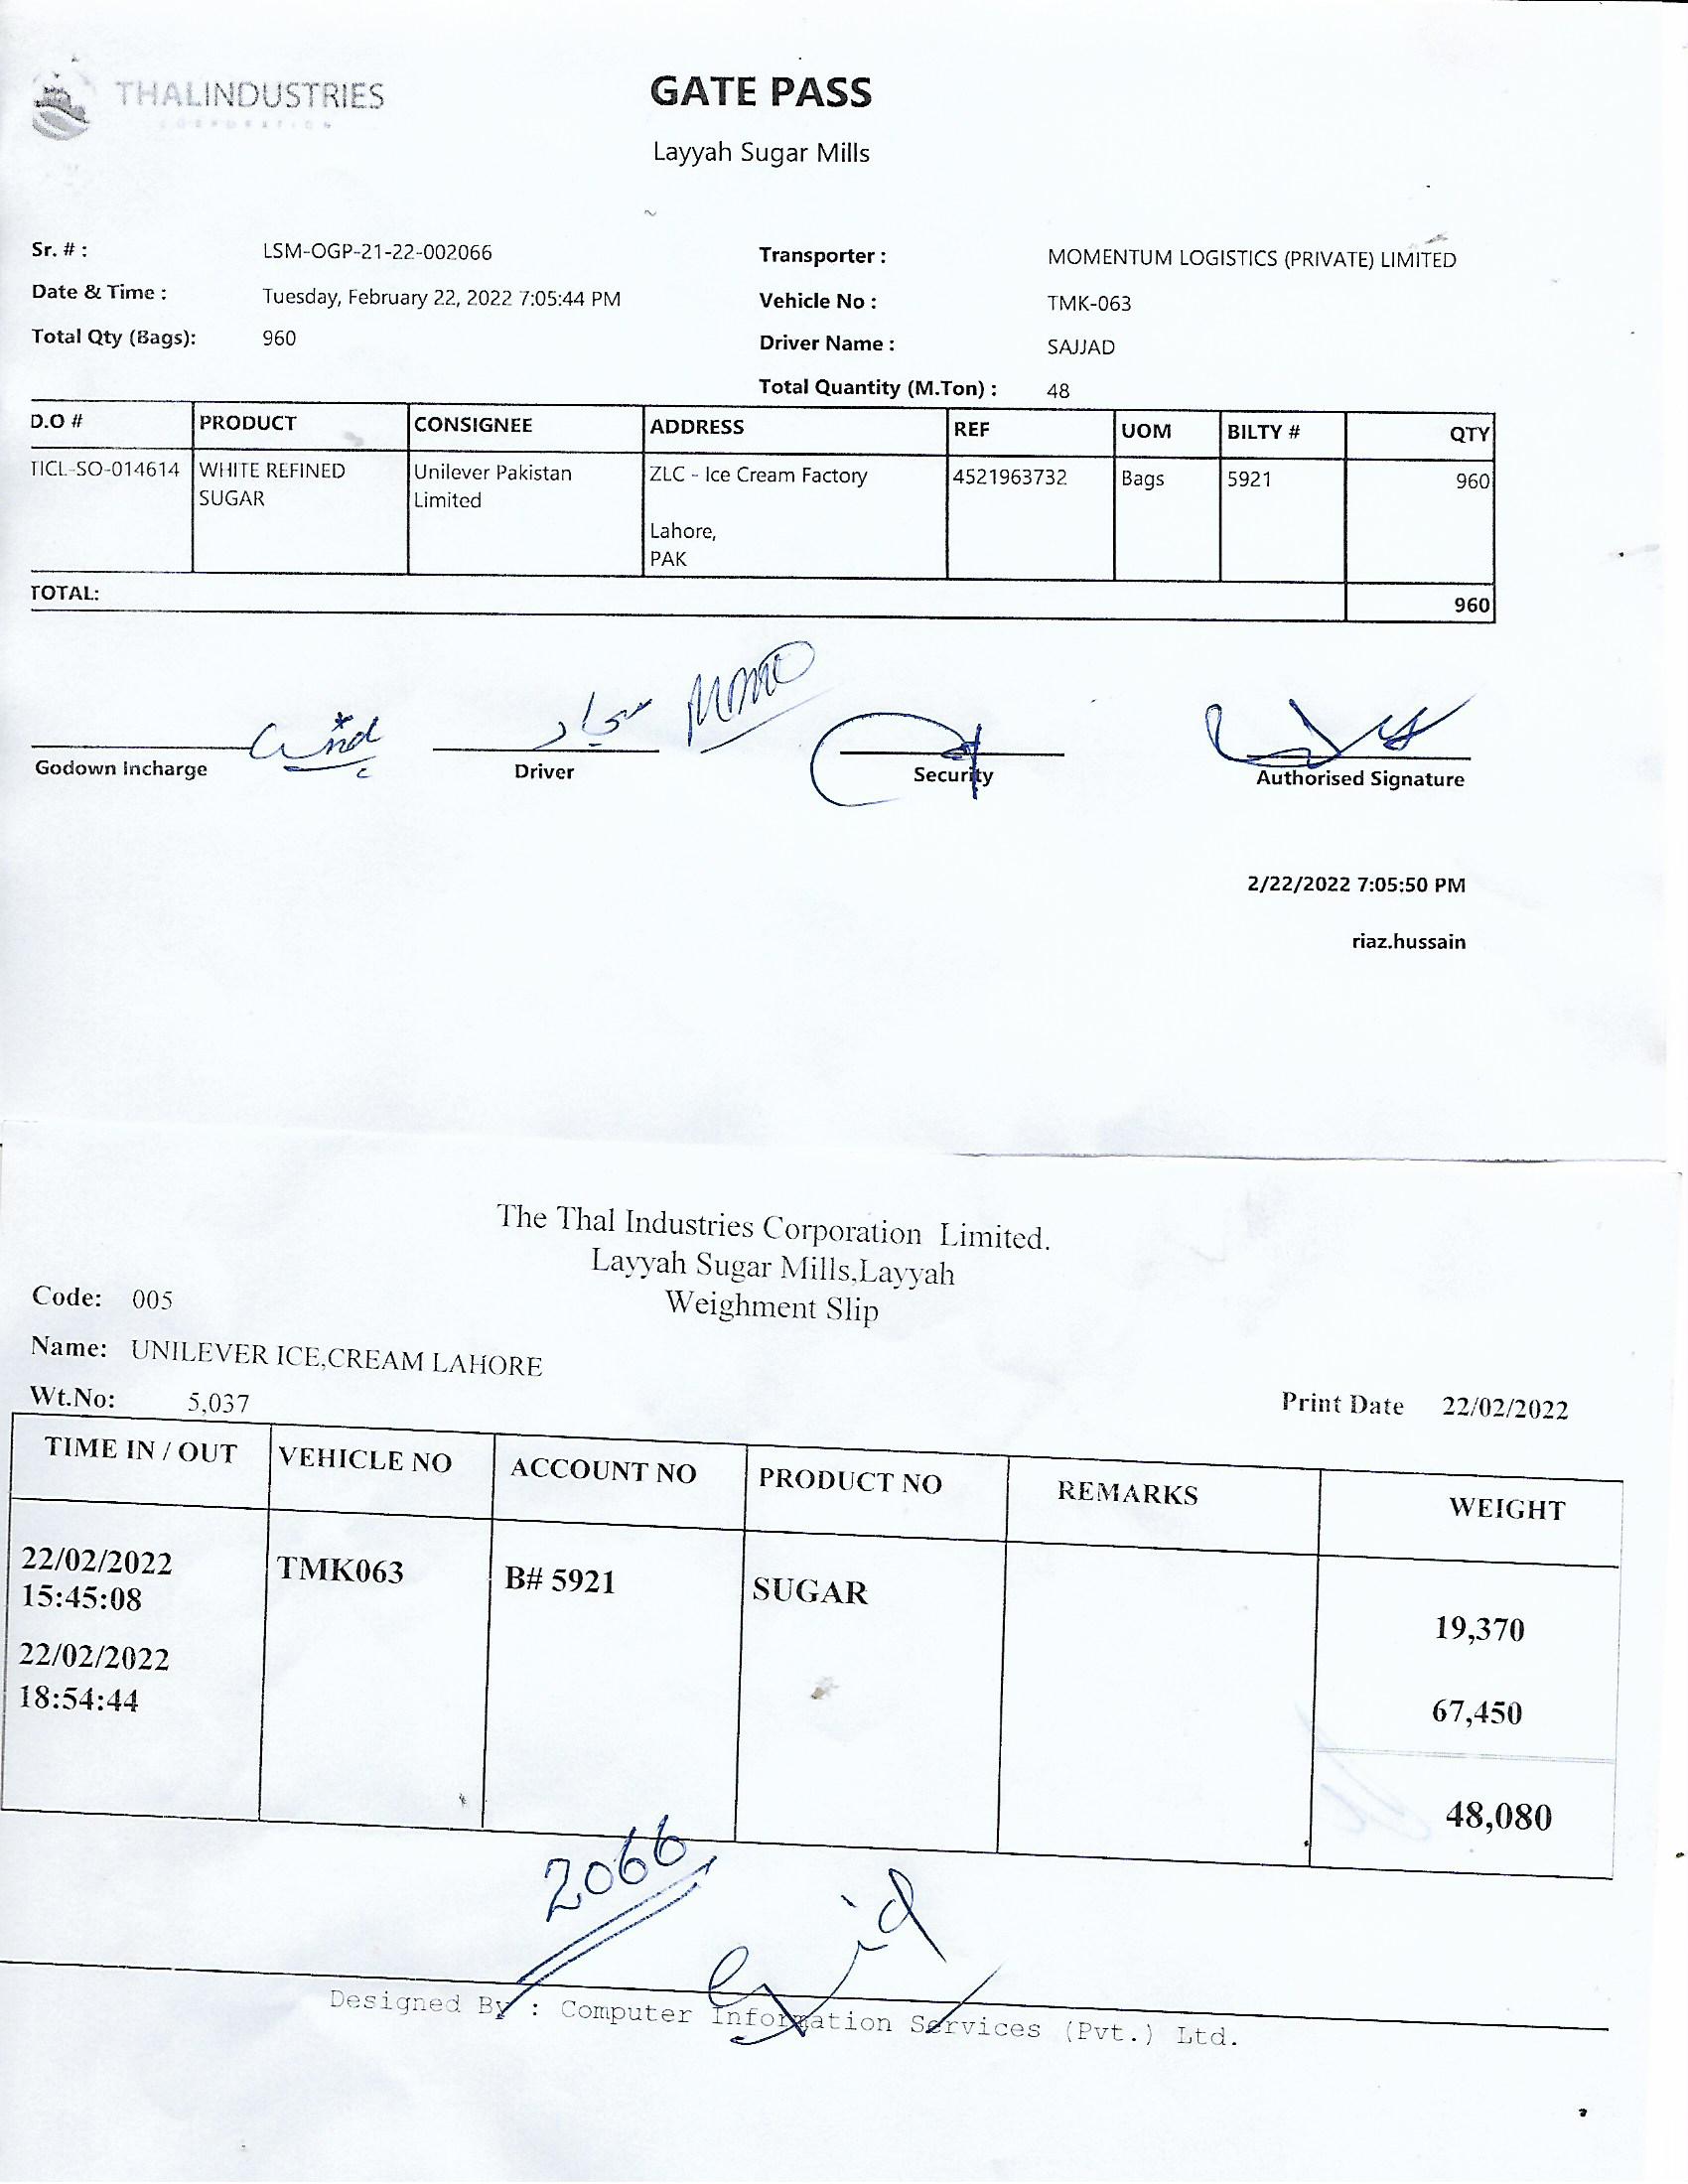 THALINDUSTRIES
CORPORATION
GATE PASS
Layyah Sugar Mills
Sr. # : LSM-OGP-21-22-002066
Date & Time : Tuesday, February 22, 2022 7:05:44 PM
Total Qty (Bags): 960
Transporter : MOMENTUM LOGISTICS (PRIVATE) LIMITED
Vehicle No : TMK-063
Driver Name : SAJJAD
Total Quantity (M.Ton) : 48
D.O # PRODUCT CONSIGNEE ADDRESS REF UOM BILTY # QTY
TICL-SO-014614 WHITE REFINED Unilever Pakistan ZLC - Ice Cream Factory 4521963732 Bags 5921 960
SUGAR Limited
Lahore,
PAK
TOTAL: 960
سجاد
Godown Incharge Driver Security Authorised Signature
2/22/2022 7:05:50 PM
riaz.hussain
The Thal Industries Corporation Limited.
Layyah Sugar Mills,Layyah
Weighment Slip
Code: 005
Name: UNILEVER ICE,CREAM LAHORE
Wt.No: 5,037
Print Date 22/02/2022
TIME IN / OUT VEHICLE NO ACCOUNT NO PRODUCT NO REMARKS WEIGHT
22/02/2022 TMK063 B# 5921 SUGAR
15:45:08 19,370
22/02/2022
18:54:44 67,450
48,080
2066
Designed By : Computer Information Services (Pvt.) Ltd.